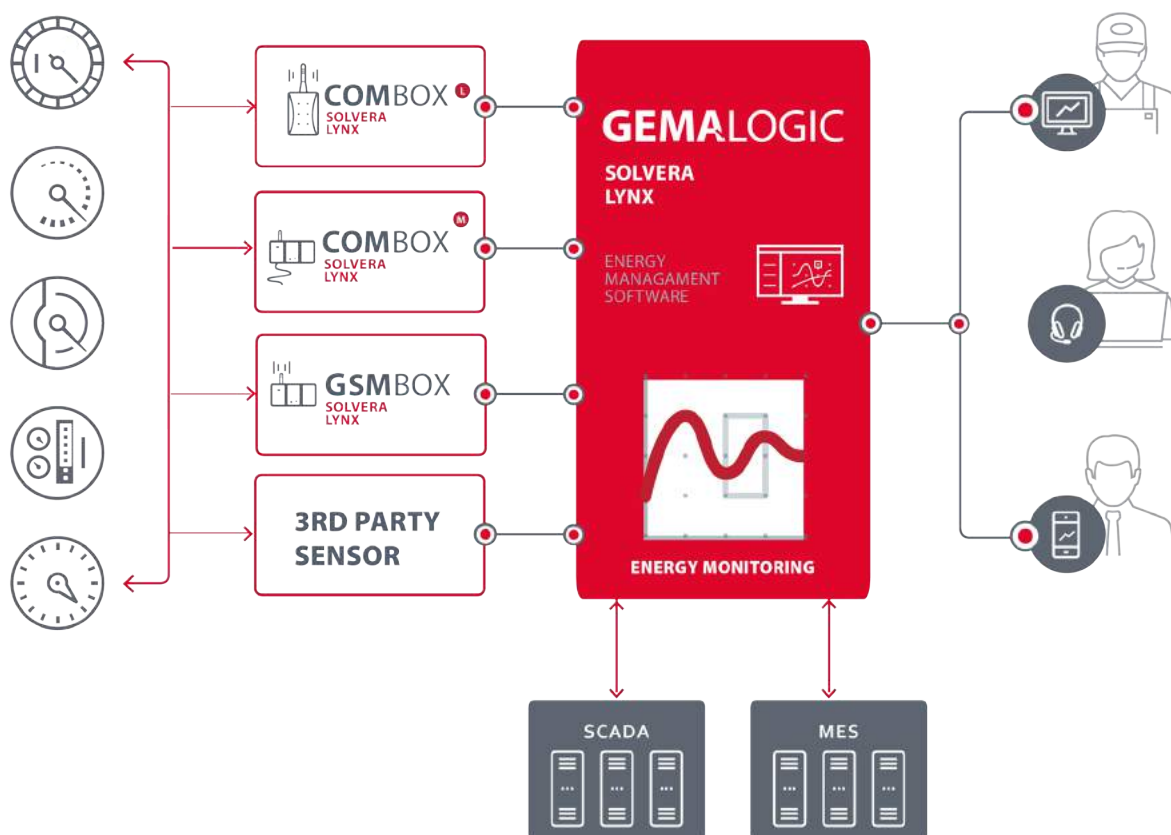 COMBOX L
SOLVERA
LYNX
COMBOX M
SOLVERA
LYNX
GSMBOX
SOLVERA
LYNX
3RD PARTY
SENSOR
GEMALOGIC
SOLVERA
LYNX
ENERGY
MANAGAMENT
SOFTWARE
ENERGY MONITORING
SCADA
MES